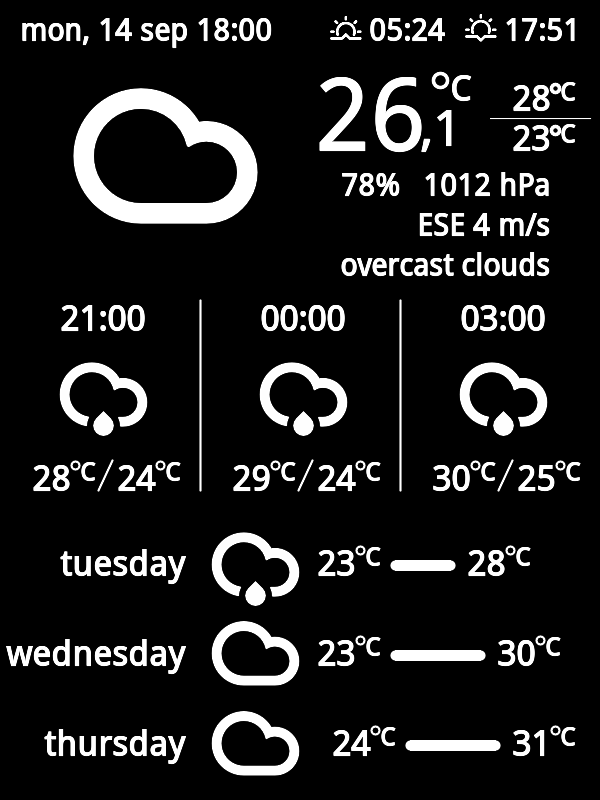 mon, 14 sep 18:00 05:24 17:51
26,1°C 28°C
23°C
78% 1012 hPa
ESE 4 m/s
overcast clouds
21:00 00:00 03:00
28°C/24°C 29°C/24°C 30°C/25°C
tuesday 23°C 28°C
wednesday 23°C 30°C
thursday 24°C 31°C